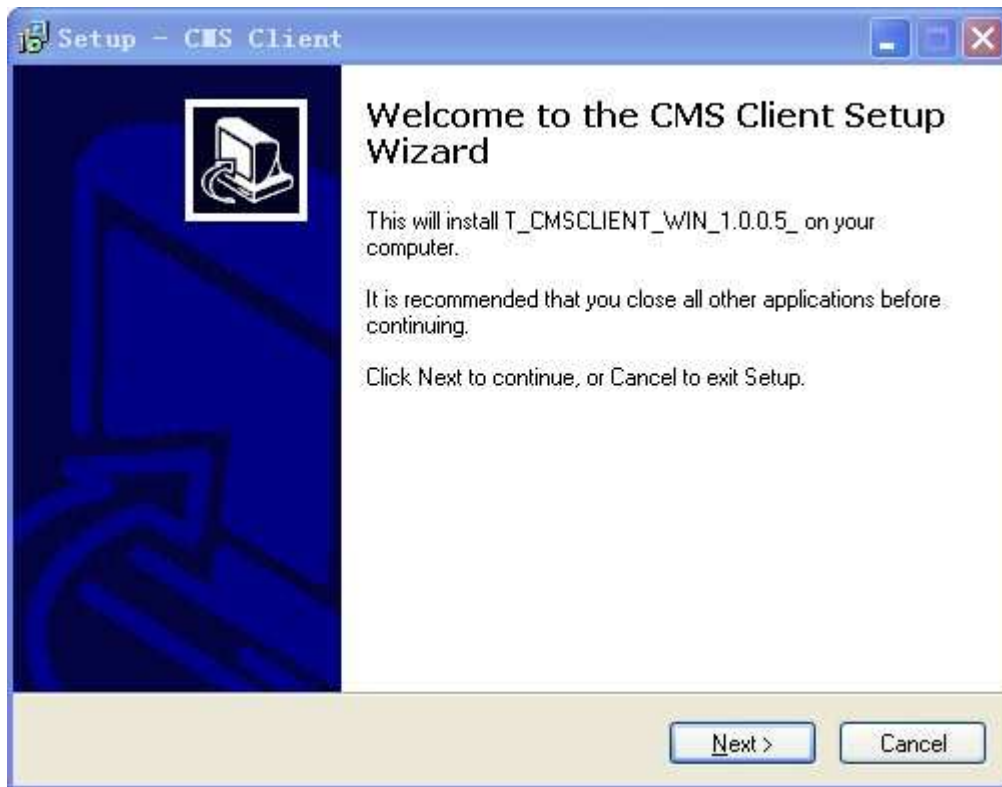 Setup - CMS Client
Welcome to the CMS Client Setup
Wizard
This will install T_CMSCLIENT_WIN_1.0.0.5_ on your
computer.
It is recommended that you close all other applications before
continuing.
Click Next to continue, or Cancel to exit Setup.
Next >
Cancel